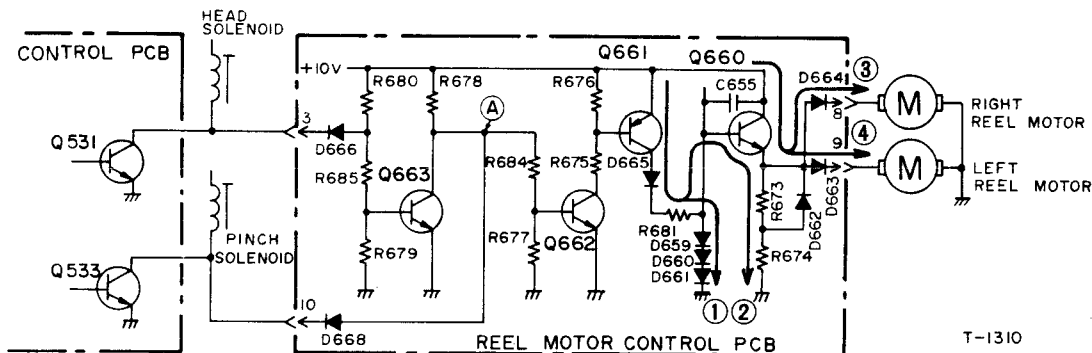 HEAD
SOLENOID
CONTROL PCB
Q531
Q533
PINCH
SOLENOID
+10V
R680
R678
3
D666
R685
Q663
R679
A
10
D668
R684
R677
R676
R675
Q662
Q661
D665
R681
D659
D660
D661
1 2
Q660
C655
R673
R674
D662
D663
D664
8
9
3
4
M
M
RIGHT
REEL MOTOR
LEFT
REEL MOTOR
REEL MOTOR CONTROL PCB
T-1310